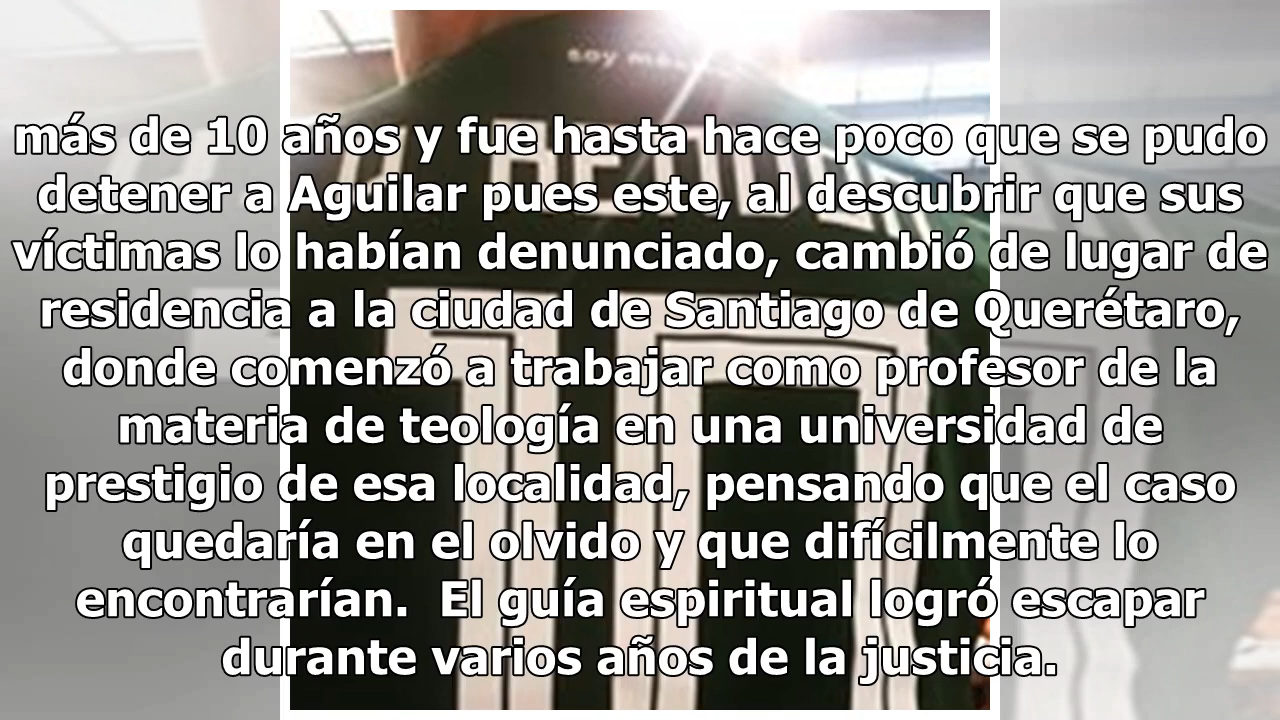 soy
más de 10 años y fue hasta hace poco que se pudo
detener a Aguilar pues este, al descubrir que sus
víctimas lo habían denunciado, cambió de lugar de
residencia a la ciudad de Santiago de Querétaro,
donde comenzó a trabajar como profesor de la
materia de teología en una universidad de
prestigio de esa localidad, pensando que el caso
quedaría en el olvido y que difícilmente lo
encontrarían.  El guía espiritual logró escapar
durante varios años de la justicia.
10